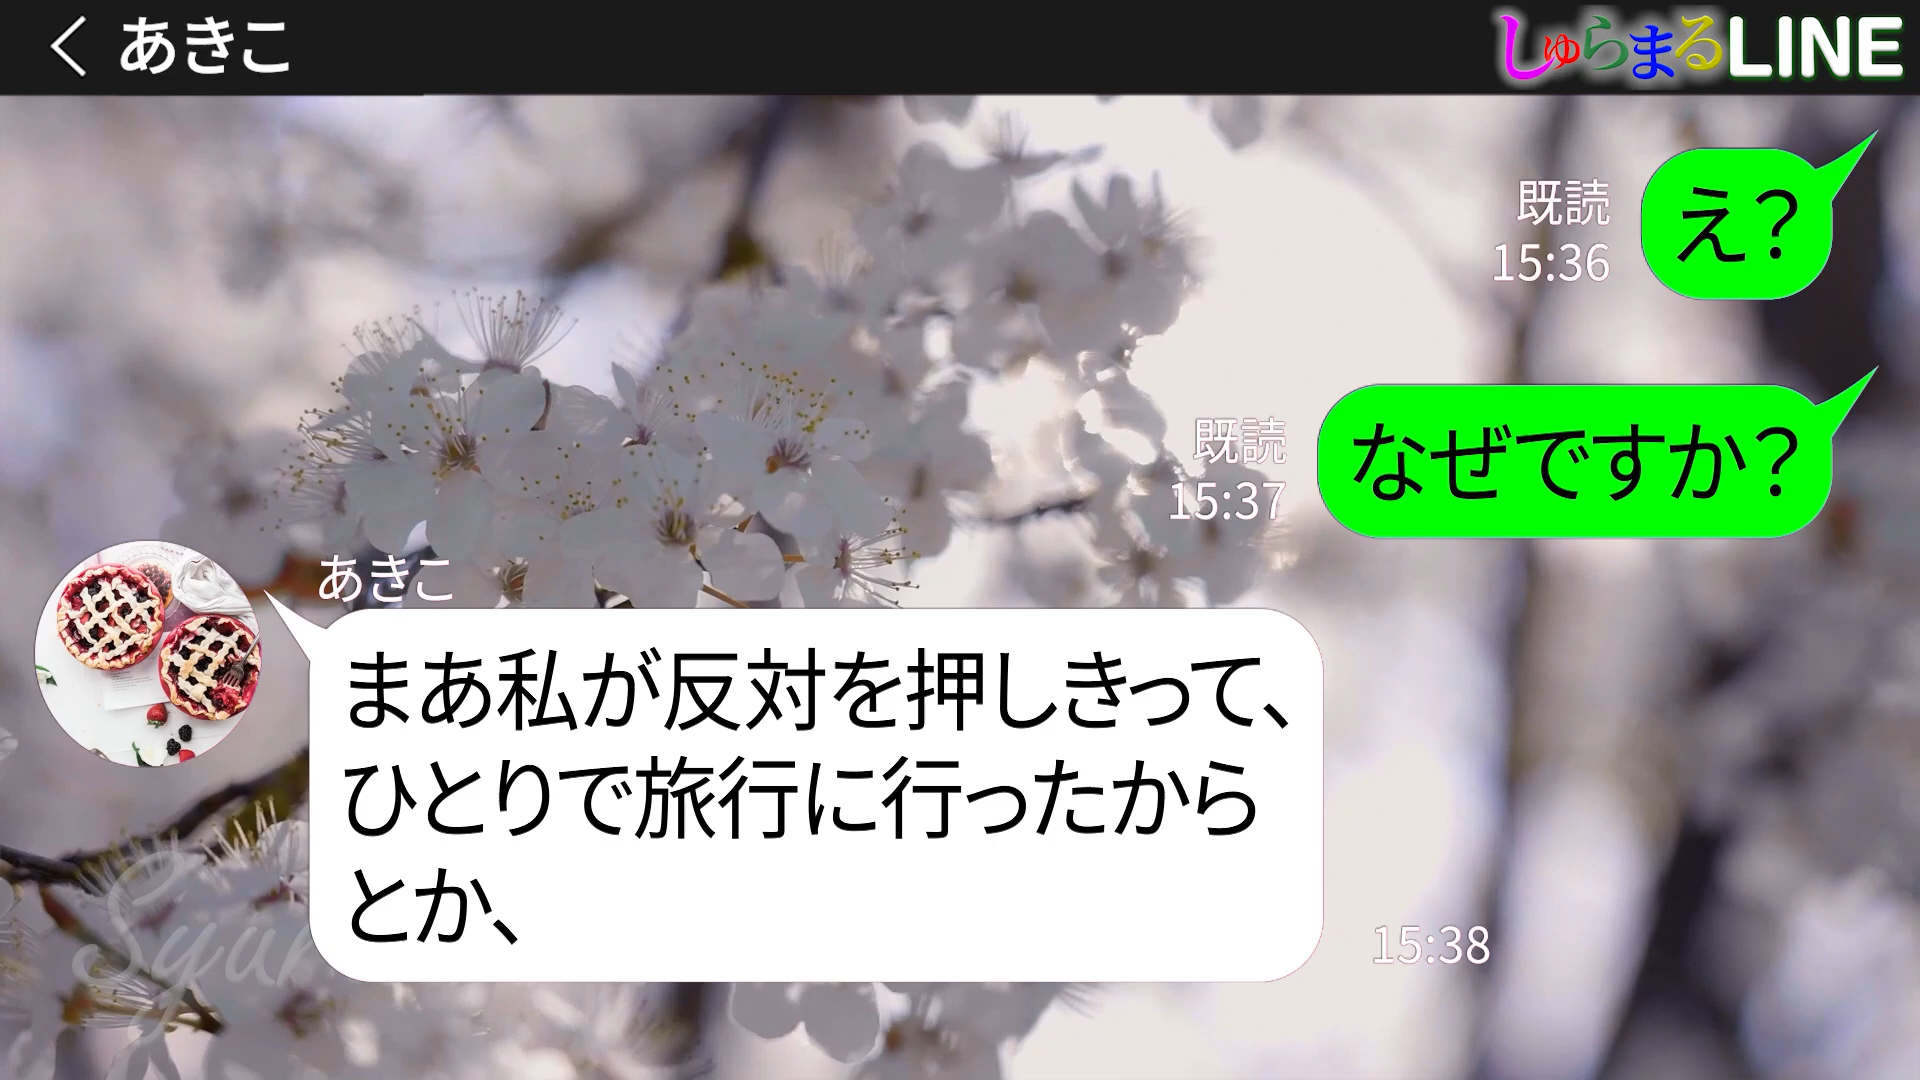 あきこ
しゅらまるLINE
え?
既読
15:36
なぜですか?
既読
15:37
あきこ
まあ私が反対を押しきって、
ひとりで旅行に行ったから
とか、
15:38